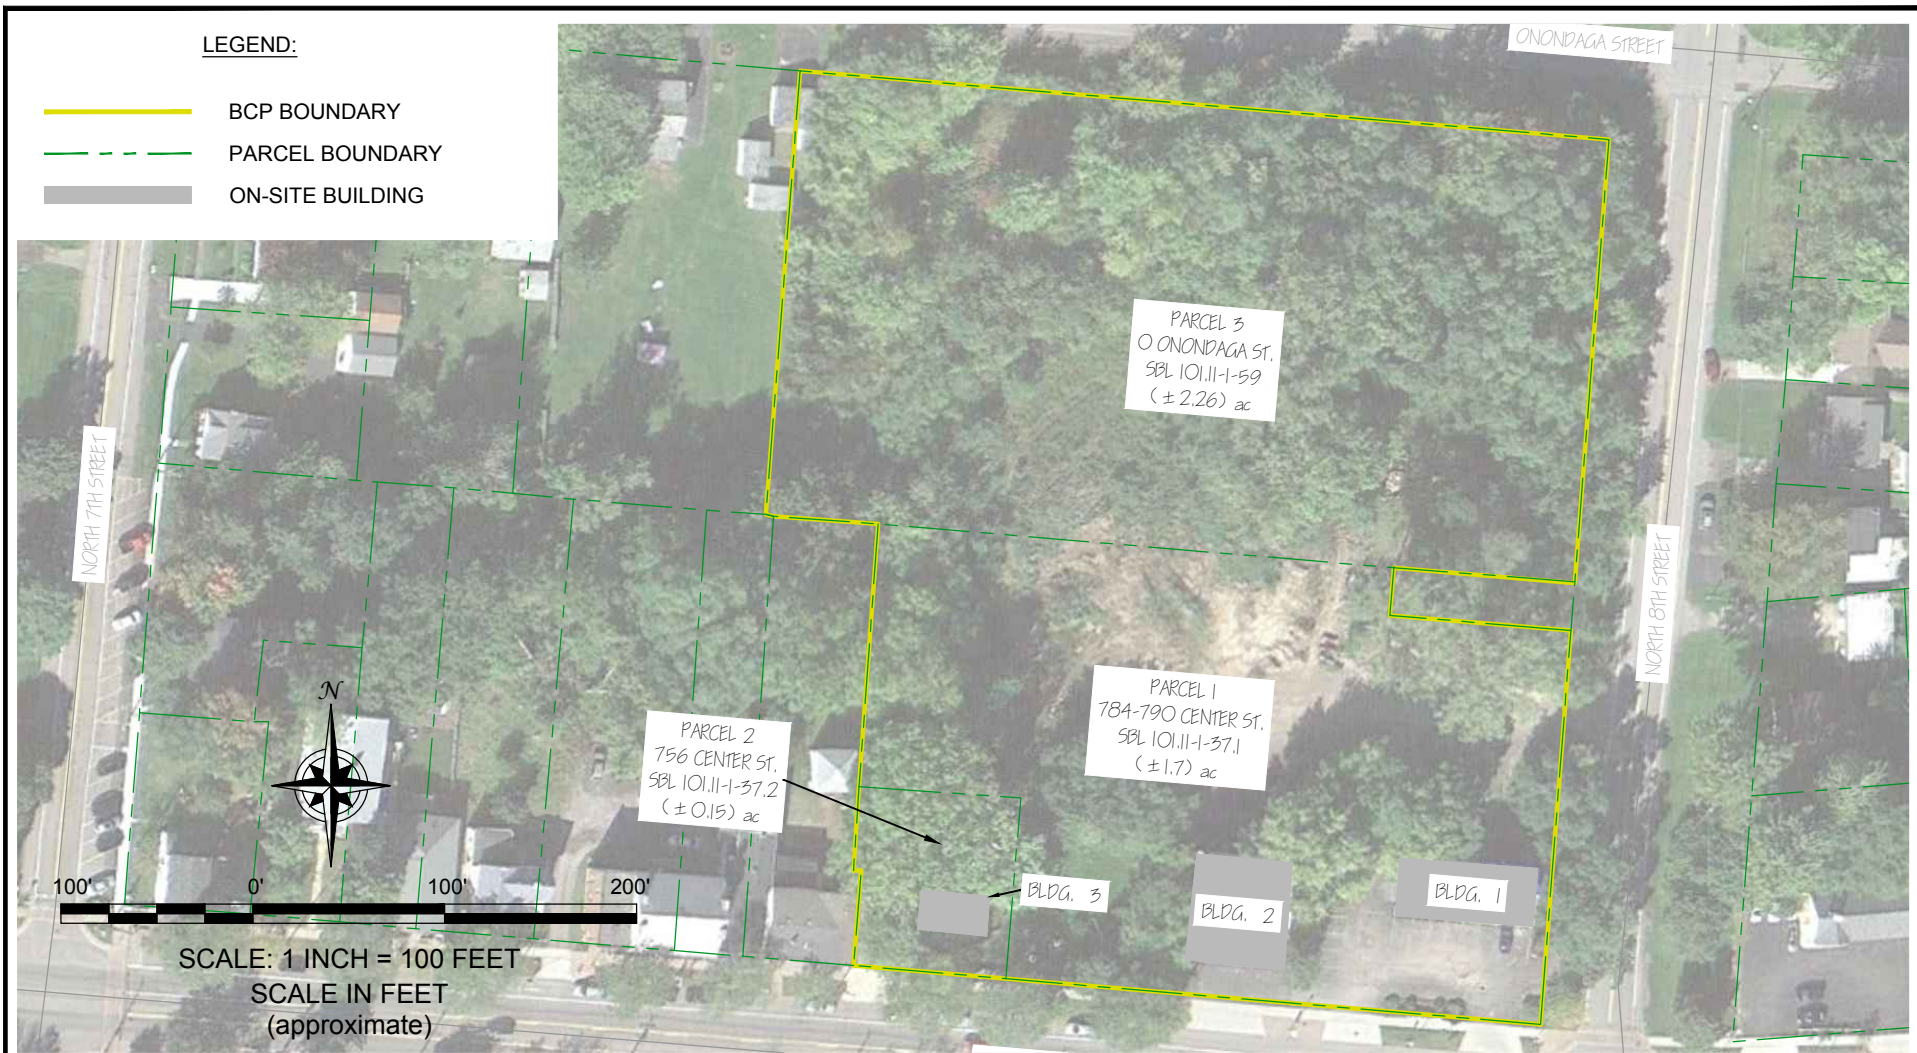 LEGEND:
BCP BOUNDARY
PARCEL BOUNDARY
ON-SITE BUILDING
ONONDAGA STREET
PARCEL 3
0 ONONDAGA ST.
SBL 101.11-1-59
(±2.26) ac
NORTH 7TH STREET
NORTH 8TH STREET
PARCEL 1
784-790 CENTER ST.
SBL 101.11-1-37.1
(±1.7) ac
PARCEL 2
756 CENTER ST.
SBL 101.11-1-37.2
(±0.15) ac
N
BLDG. 3
BLDG. 2
BLDG. 1
100' 0' 100' 200'
SCALE: 1 INCH = 100 FEET
SCALE IN FEET
(approximate)